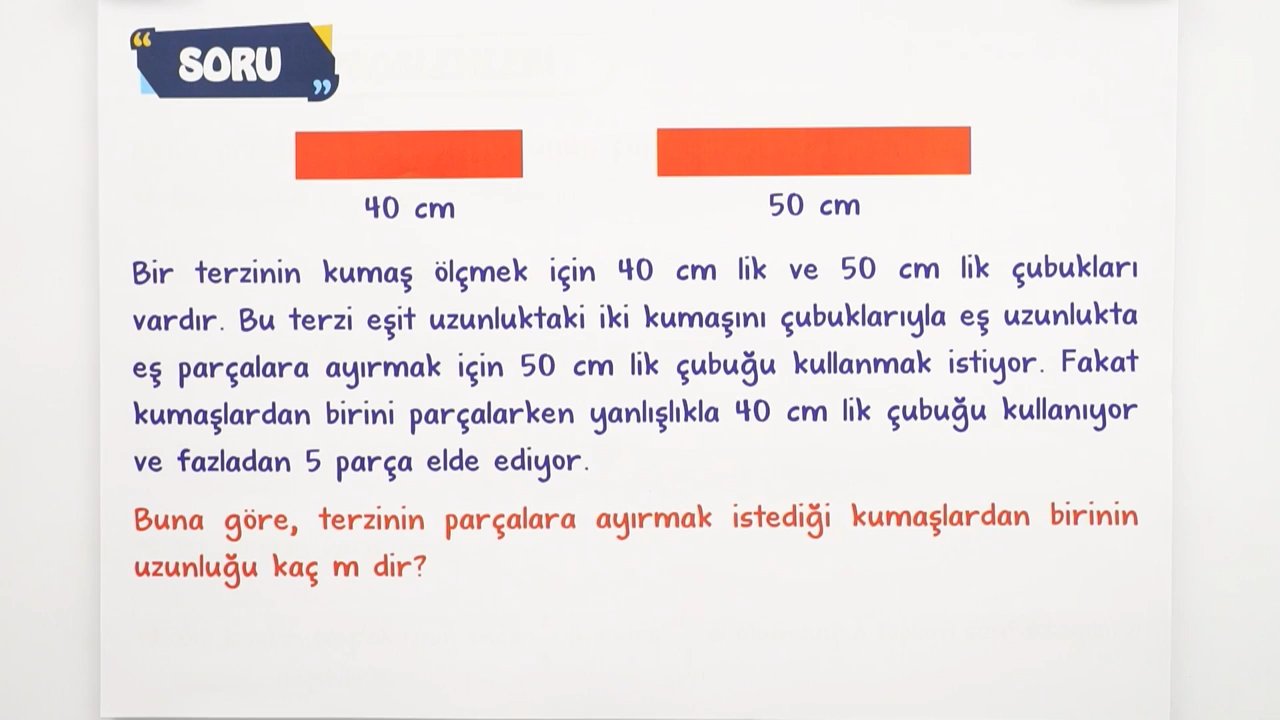 “ SORU ”
40 cm
50 cm
Bir terzinin kumaş ölçmek için 40 cm lik ve 50 cm lik çubukları
vardır. Bu terzi eşit uzunluktaki iki kumaşını çubuklarıyla eş uzunlukta
eş parçalara ayırmak için 50 cm lik çubuğu kullanmak istiyor. Fakat
kumaşlardan birini parçalarken yanlışlıkla 40 cm lik çubuğu kullanıyor
ve fazladan 5 parça elde ediyor.
Buna göre, terzinin parçalara ayırmak istediği kumaşlardan birinin
uzunluğu kaç m dir?